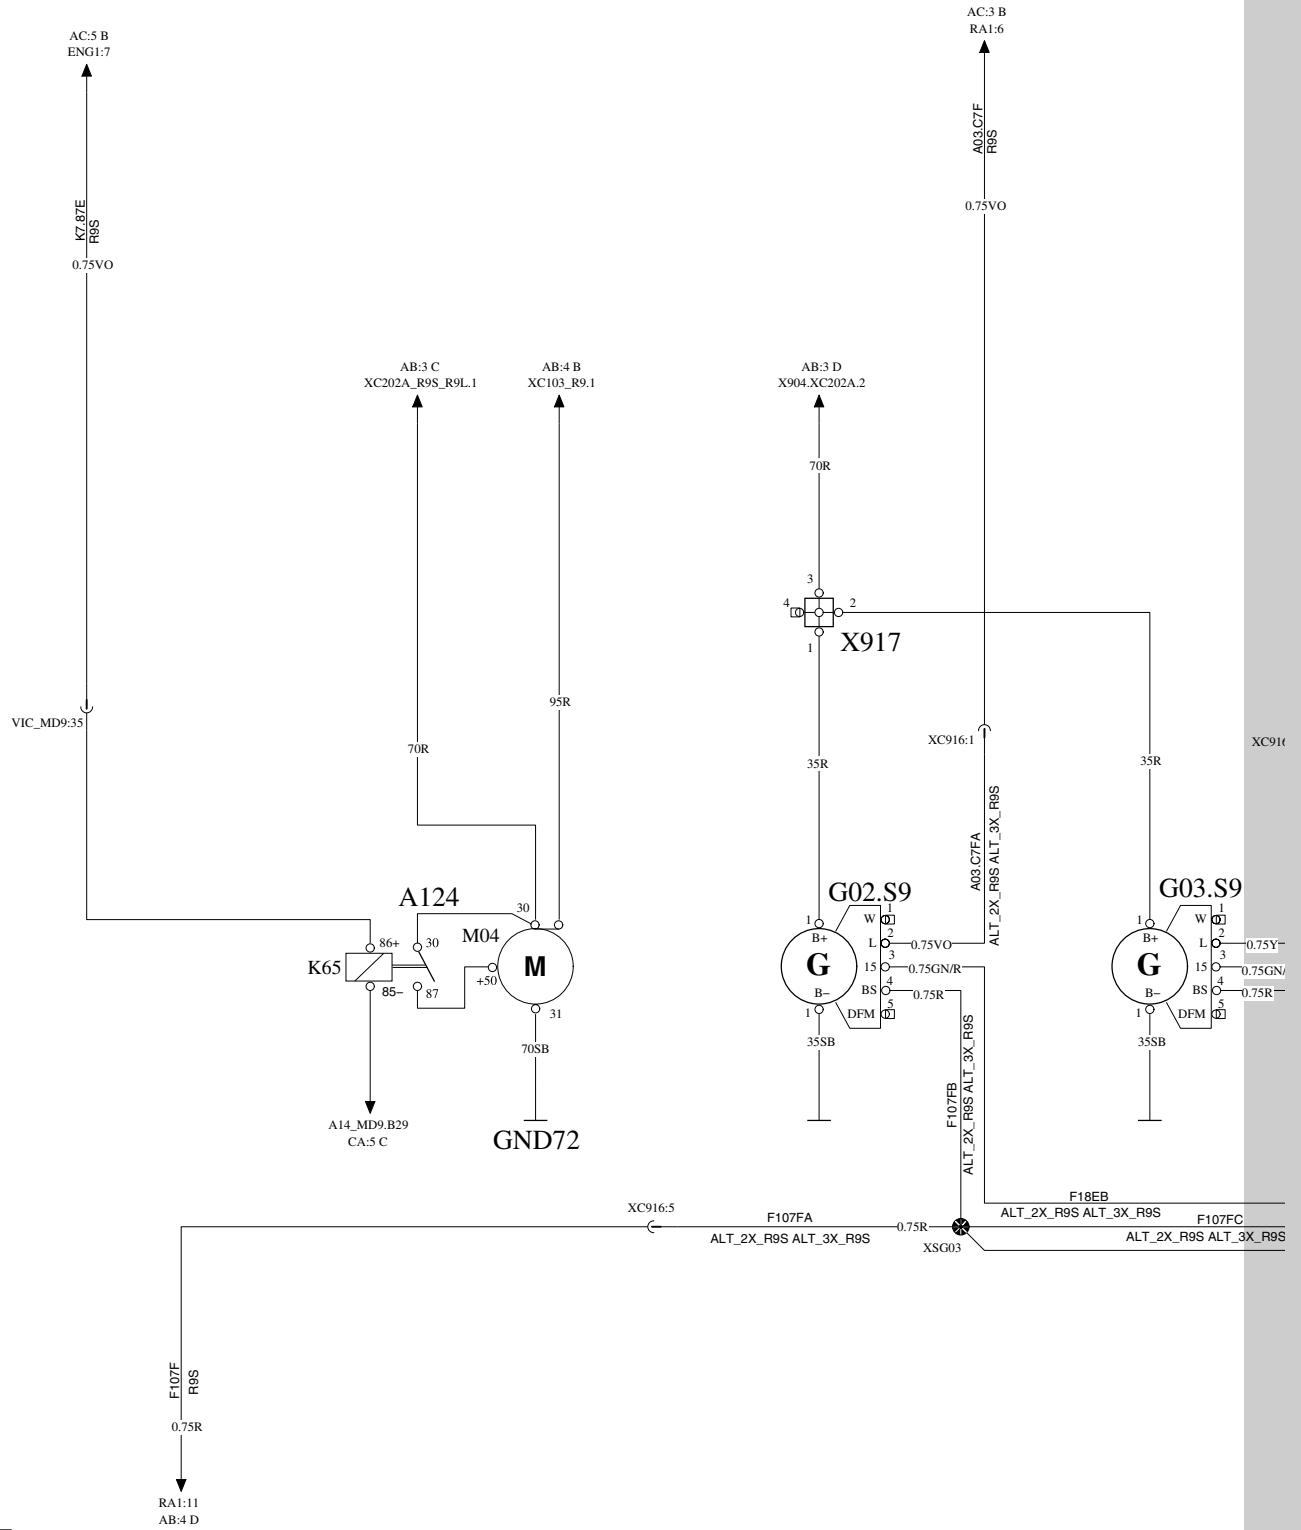 AC:5 B
ENG1:7
AC:3 B
RA1:6
K7.87E
R9S
0.75VO
A03.C7F
R9S
0.75VO
AB:3 C
XC202A_R9S_R9L.1
AB:4 B
XC103_R9.1
AB:3 D
X904.XC202A.2
70R
3
4
2
1
X917
VIC_MD9:35
95R
70R
35R
XC916:1
35R
A03.C7FA
ALT_2X_R9S ALT_3X_R9S
A124
30
M04
86+
30
K65
85−
87
+50
M
31
70SB
GND72
A14_MD9.B29
CA:5 C
G02.S9
1
B+
G
B−
1
W
1
L
2
15
3
BS
4
DFM
5
0.75VO
0.75GN/R
0.75R
35SB
G03.S9
1
B+
G
B−
1
W
1
L
2
15
3
BS
4
DFM
5
0.75Y
0.75GN/
0.75R
35SB
F107FB
ALT_2X_R9S ALT_3X_R9S
F18EB
ALT_2X_R9S ALT_3X_R9S
XC916:5
F107FA
ALT_2X_R9S ALT_3X_R9S
0.75R
XSG03
F107FC
ALT_2X_R9S ALT_3X_R9S
F107F
R9S
0.75R
RA1:11
AB:4 D